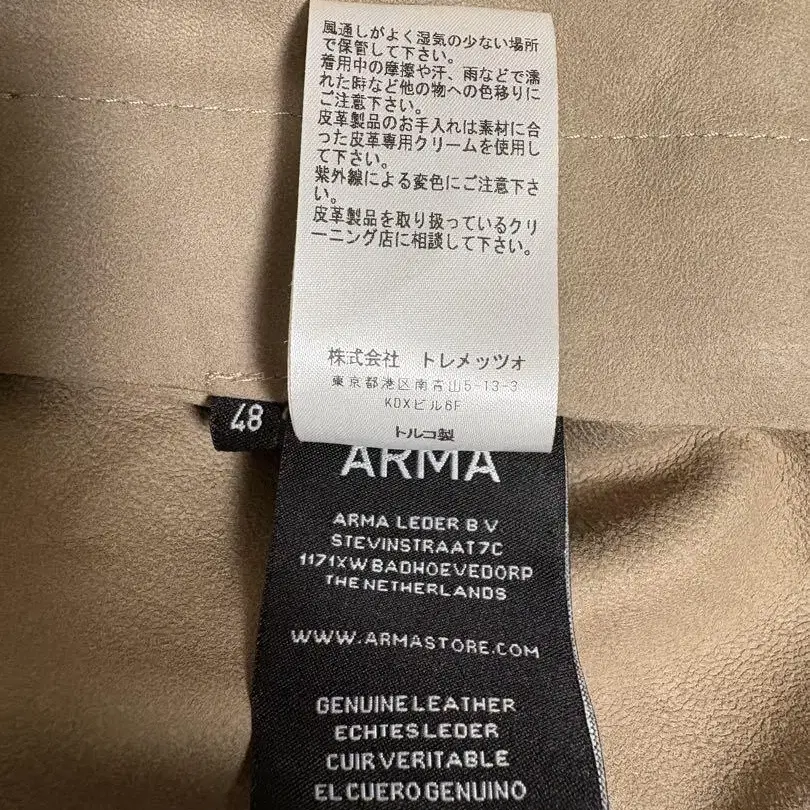 風通しがよく湿気の少ない場所
で保管して下さい。
着用中の摩擦や汗、雨などで濡
れた時など他の物への色移りに
ご注意下さい。
皮革製品のお手入れは素材に合
った皮革専用クリームを使用し
て下さい。
紫外線による変色にご注意下さ
い。
皮革製品を取り扱っているクリ
ーニング店に相談して下さい。
株式会社 トレメッツォ
東京都港区南青山5-13-3
KDXビル6F
トルコ製
48
ARMA
ARMA LEDER B V
STEVINSTRAAT 7C
1171XW BADHOEVEDORP
THE NETHERLANDS
WWW.ARMASTORE.COM
GENUINE LEATHER
ECHTES LEDER
CUIR VERITABLE
EL CUERO GENUINO